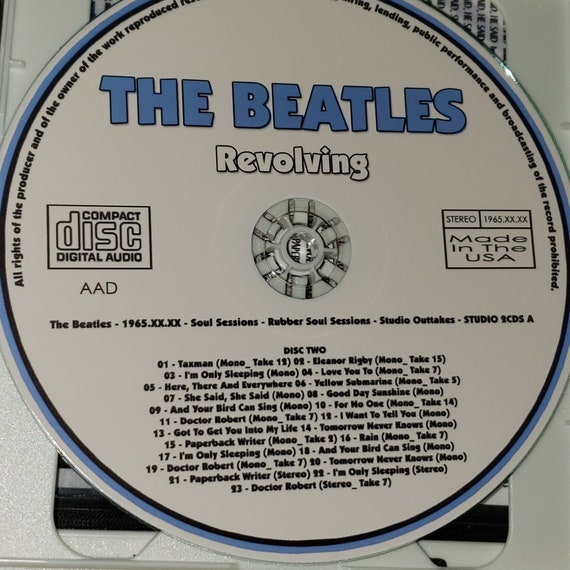 All rights of the producer and of the owner of the work reproduced
lending, public performance and broadcasting of the record prohibited.
THE BEATLES
Revolving
COMPACT
disc
DIGITAL AUDIO
AAD
STEREO 1965.XX.XX
Made
In The
USA
The Beatles - 1965.XX.XX - Soul Sessions - Rubber Soul Sessions - Studio Outtakes - STUDIO 2CDS A
DISC TWO
01 - Taxman (Mono_ Take 12) 02 - Eleanor Rigby (Mono_ Take 15)
03 - I'm Only Sleeping (Mono) 04 - Love You To (Mono_ Take 7)
05 - Here, There And Everywhere 06 - Yellow Submarine (Mono_ Take 5)
07 - She Said, She Said (Mono) 08 - Good Day Sunshine (Mono)
09 - And Your Bird Can Sing (Mono) 10 - For No One (Mono_ Take 14)
11 - Doctor Robert (Mono_ Take 7) 12 - I Want To Tell You (Mono)
13 - Got To Get You Into My Life 14 - Tomorrow Never Knows (Mono)
15 - Paperback Writer (Mono_ Take 2) 16 - Rain (Mono_ Take 7)
17 - I'm Only Sleeping (Mono) 18 - And Your Bird Can Sing (Mono)
19 - Doctor Robert (Mono_ Take 7) 20 - Tomorrow Never Knows (Mono)
21 - Paperback Writer (Stereo) 22 - I'm Only Sleeping (Stereo)
23 - Doctor Robert (Stereo_ Take 7)